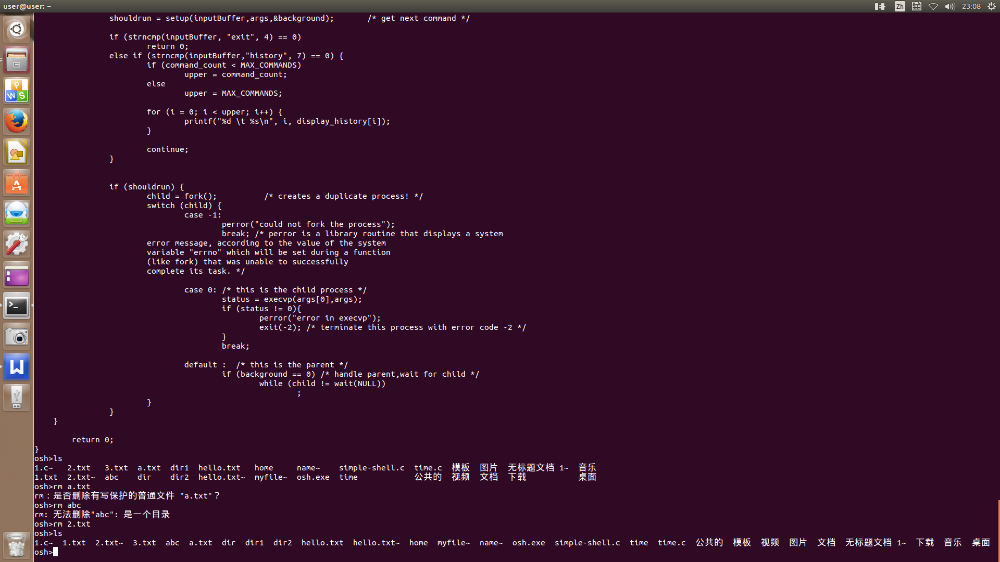 user@user: ~
Zh
23:08
shouldrun = setup(inputBuffer,args,&background);       /* get next command */
if (strncmp(inputBuffer, "exit", 4) == 0)
return 0;
else if (strncmp(inputBuffer,"history", 7) == 0) {
if (command_count < MAX_COMMANDS)
upper = command_count;
else
upper = MAX_COMMANDS;
for (i = 0; i < upper; i++) {
printf("%d \t %s\n", i, display_history[i]);
}
continue;
}
if (shouldrun) {
child = fork();          /* creates a duplicate process! */
switch (child) {
case -1:
perror("could not fork the process");
break; /* perror is a library routine that displays a system
error message, according to the value of the system
variable "errno" which will be set during a function
(like fork) that was unable to successfully
complete its task. */
case 0: /* this is the child process */
status = execvp(args[0],args);
if (status != 0){
perror("error in execvp");
exit(-2); /* terminate this process with error code -2 */
}
break;
default :  /* this is the parent */
if (background == 0) /* handle parent,wait for child */
while (child != wait(NULL))
;
}
}
}
return 0;
}
osh>ls
1.c~   2.txt   3.txt  a.txt  dir1  hello.txt   home     name~    simple-shell.c  time.c  模板  图片  无标题文档 1~  音乐
1.txt  2.txt~  abc    dir    dir2  hello.txt~  myfile~  osh.exe  time            公共的  视频  文档  下载           桌面
osh>rm a.txt
rm：是否删除有写保护的普通文件 "a.txt"？
osh>rm abc
rm: 无法删除"abc": 是一个目录
osh>rm 2.txt
osh>ls
1.c~  1.txt  2.txt~  3.txt  abc  a.txt  dir  dir1  dir2  hello.txt  hello.txt~  home  myfile~  name~  osh.exe  simple-shell.c  time  time.c  公共的  模板  视频  图片  文档  无标题文档 1~  下载  音乐  桌面
osh>